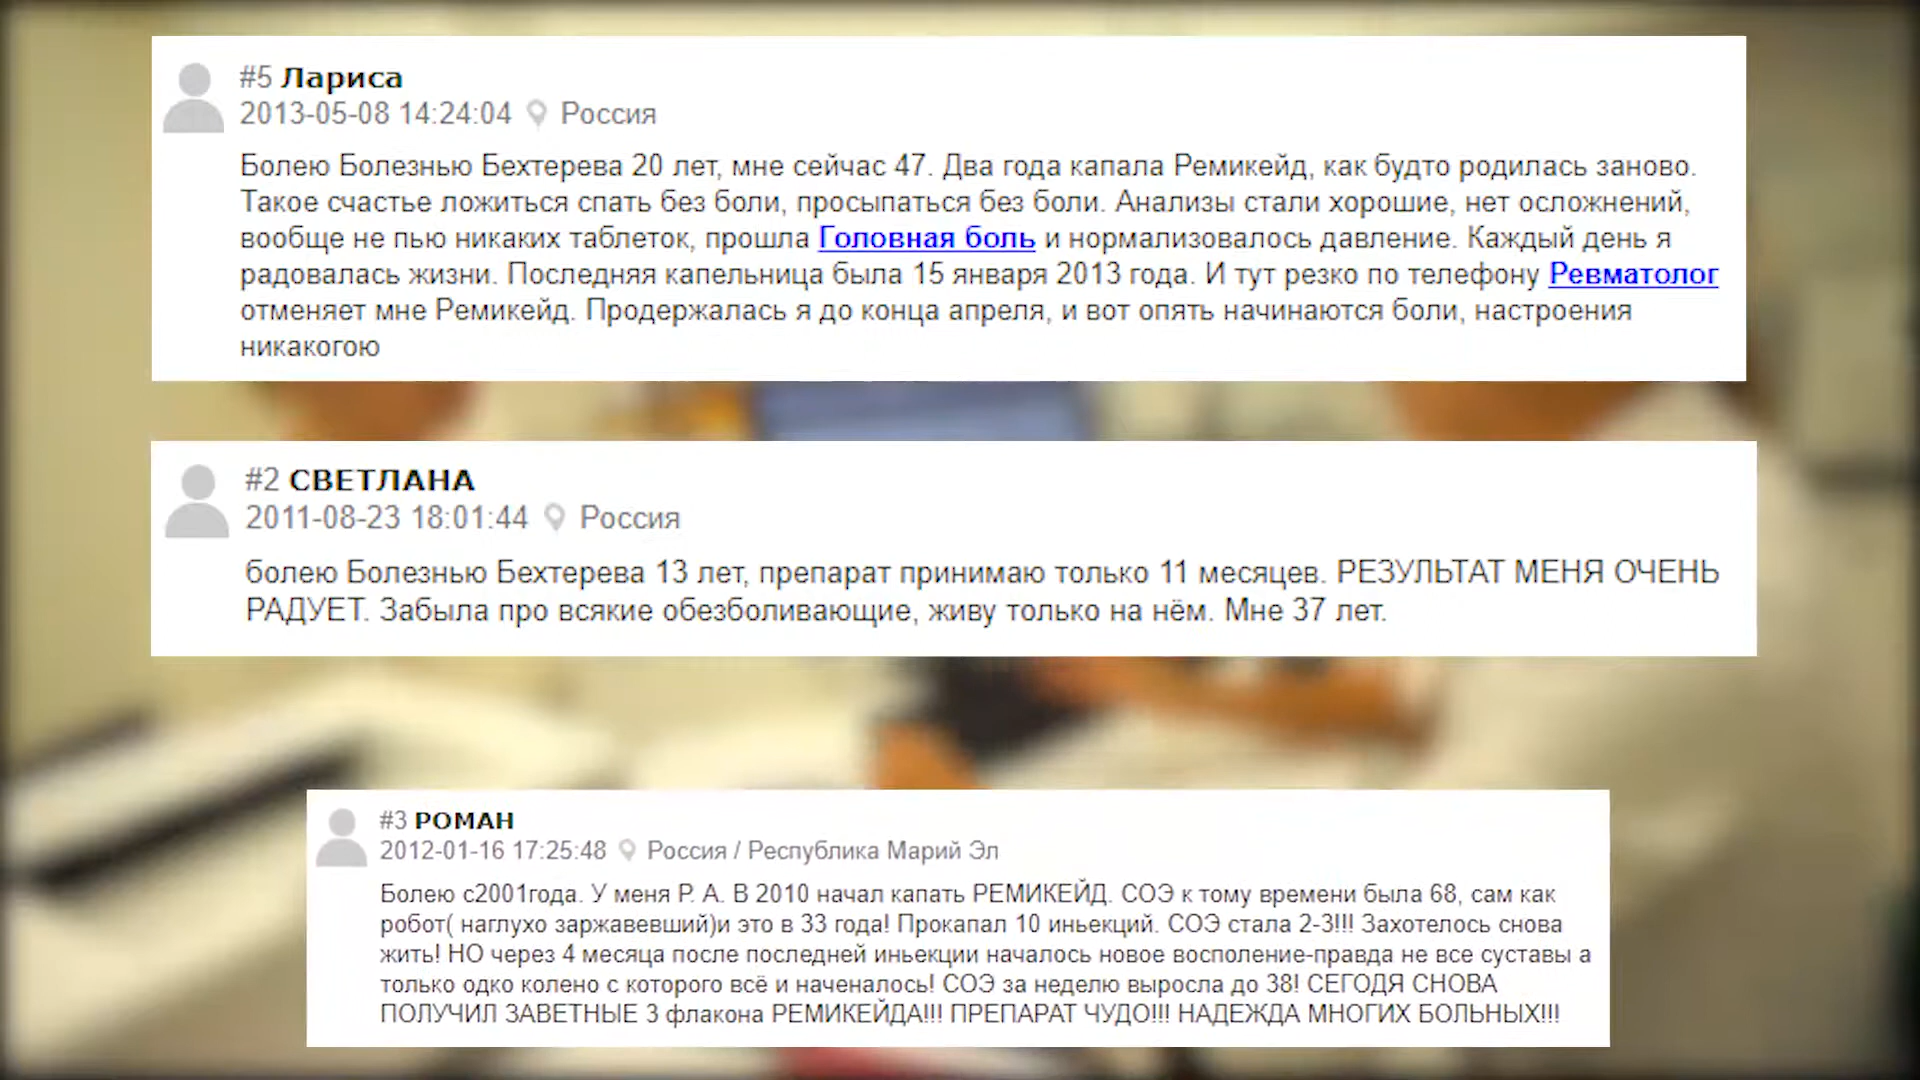 #5 Лариса
2013-05-08 14:24:04 Россия
Болею Болезнью Бехтерева 20 лет, мне сейчас 47. Два года капала Ремикейд, как будто родилась заново.
Такое счастье ложиться спать без боли, просыпаться без боли. Анализы стали хорошие, нет осложнений,
вообще не пью никаких таблеток, прошла Головная боль и нормализовалось давление. Каждый день я
радовалась жизни. Последняя капельница была 15 января 2013 года. И тут резко по телефону Ревматолог
отменяет мне Ремикейд. Продержалась я до конца апреля, и вот опять начинаются боли, настроения
никакогою
#2 СВЕТЛАНА
2011-08-23 18:01:44 Россия
болею Болезнью Бехтерева 13 лет, препарат принимаю только 11 месяцев. РЕЗУЛЬТАТ МЕНЯ ОЧЕНЬ
РАДУЕТ. Забыла про всякие обезболивающие, живу только на нём. Мне 37 лет.
#3 РОМАН
2012-01-16 17:25:48 Россия / Республика Марий Эл
Болею с2001года. У меня Р. А. В 2010 начал капать РЕМИКЕЙД. СОЭ к тому времени была 68, сам как
робот( наглухо заржавевший)и это в 33 года! Прокапал 10 иньекций. СОЭ стала 2-3!!! Захотелось снова
жить! НО через 4 месяца после последней иньекции началось новое восполение-правда не все суставы а
только одко колено с которого всё и наченалось! СОЭ за неделю выросла до 38! СЕГОДЯ СНОВА
ПОЛУЧИЛ ЗАВЕТНЫЕ 3 флакона РЕМИКЕЙДА!!! ПРЕПАРАТ ЧУДО!!! НАДЕЖДА МНОГИХ БОЛЬНЫХ!!!